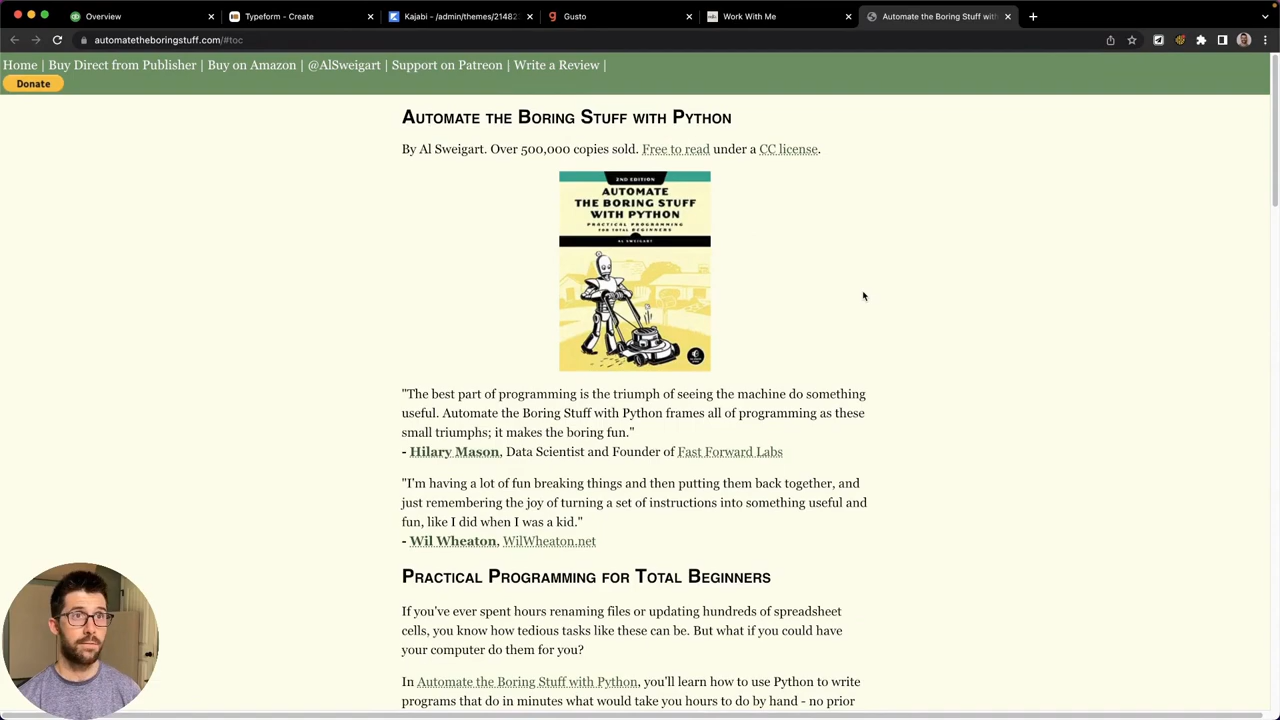 Overview
Typeform - Create
Kajabi - /admin/themes/21482
Gusto
Work With Me
Automate the Boring Stuff with
automatetheboringstuff.com/#toc
Home | Buy Direct from Publisher | Buy on Amazon | @AlSweigart | Support on Patreon | Write a Review |
Donate
Automate the Boring Stuff with Python
By Al Sweigart. Over 500,000 copies sold. Free to read under a CC license.
2ND EDITION
AUTOMATE
THE BORING STUFF
WITH PYTHON
PRACTICAL PROGRAMMING
FOR TOTAL BEGINNERS
AL SWEIGART
"The best part of programming is the triumph of seeing the machine do something
useful. Automate the Boring Stuff with Python frames all of programming as these
small triumphs; it makes the boring fun."
- Hilary Mason, Data Scientist and Founder of Fast Forward Labs
"I'm having a lot of fun breaking things and then putting them back together, and
just remembering the joy of turning a set of instructions into something useful and
fun, like I did when I was a kid."
- Wil Wheaton, WilWheaton.net
Practical Programming for Total Beginners
If you've ever spent hours renaming files or updating hundreds of spreadsheet
cells, you know how tedious tasks like these can be. But what if you could have
your computer do them for you?
In Automate the Boring Stuff with Python, you'll learn how to use Python to write
programs that do in minutes what would take you hours to do by hand - no prior